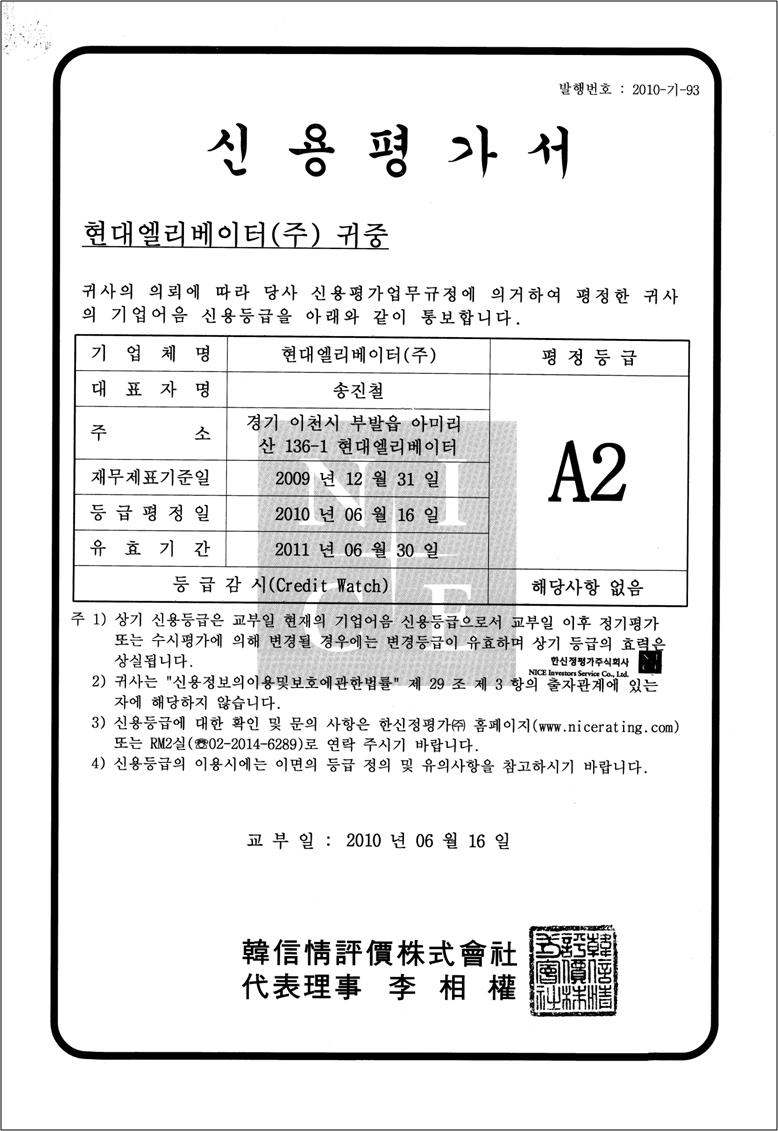 발행번호 : 2010-기-93
신용평가서
현대엘리베이터(주) 귀중
귀사의 의뢰에 따라 당사 신용평가업무규정에 의거하여 평정한 귀사
의 기업어음 신용등급을 아래와 같이 통보합니다.
기 업 체 명 현대엘리베이터(주) 평 정 등 급
대 표 자 명 송진철
주 소 경기 이천시 부발읍 아미리
산 136-1 현대엘리베이터
A2
재무제표기준일 2009 년 12 월 31 일
등 급 평 정 일 2010 년 06 월 16 일
유 효 기 간 2011 년 06 월 30 일
등 급 감 시(Credit Watch) 해당사항 없음
NICE
주 1) 상기 신용등급은 교부일 현재의 기업어음 신용등급으로서 교부일 이후 정기평가
또는 수시평가에 의해 변경될 경우에는 변경등급이 유효하며 상기 등급의 효력은
상실됩니다.
한신정평가주식회사
NICE Investors Service Co., Ltd.
2) 귀사는 "신용정보의이용및보호에관한법률" 제 29 조 제 3 항의 출자관계에 있는
자에 해당하지 않습니다.
3) 신용등급에 대한 확인 및 문의 사항은 한신정평가㈜ 홈페이지(www.nicerating.com)
또는 RM2실(☎02-2014-6289)로 연락 주시기 바랍니다.
4) 신용등급의 이용시에는 이면의 등급 정의 및 유의사항을 참고하시기 바랍니다.
교 부 일 : 2010 년 06 월 16 일
韓信情評價株式會社
代表理事 李 相 權